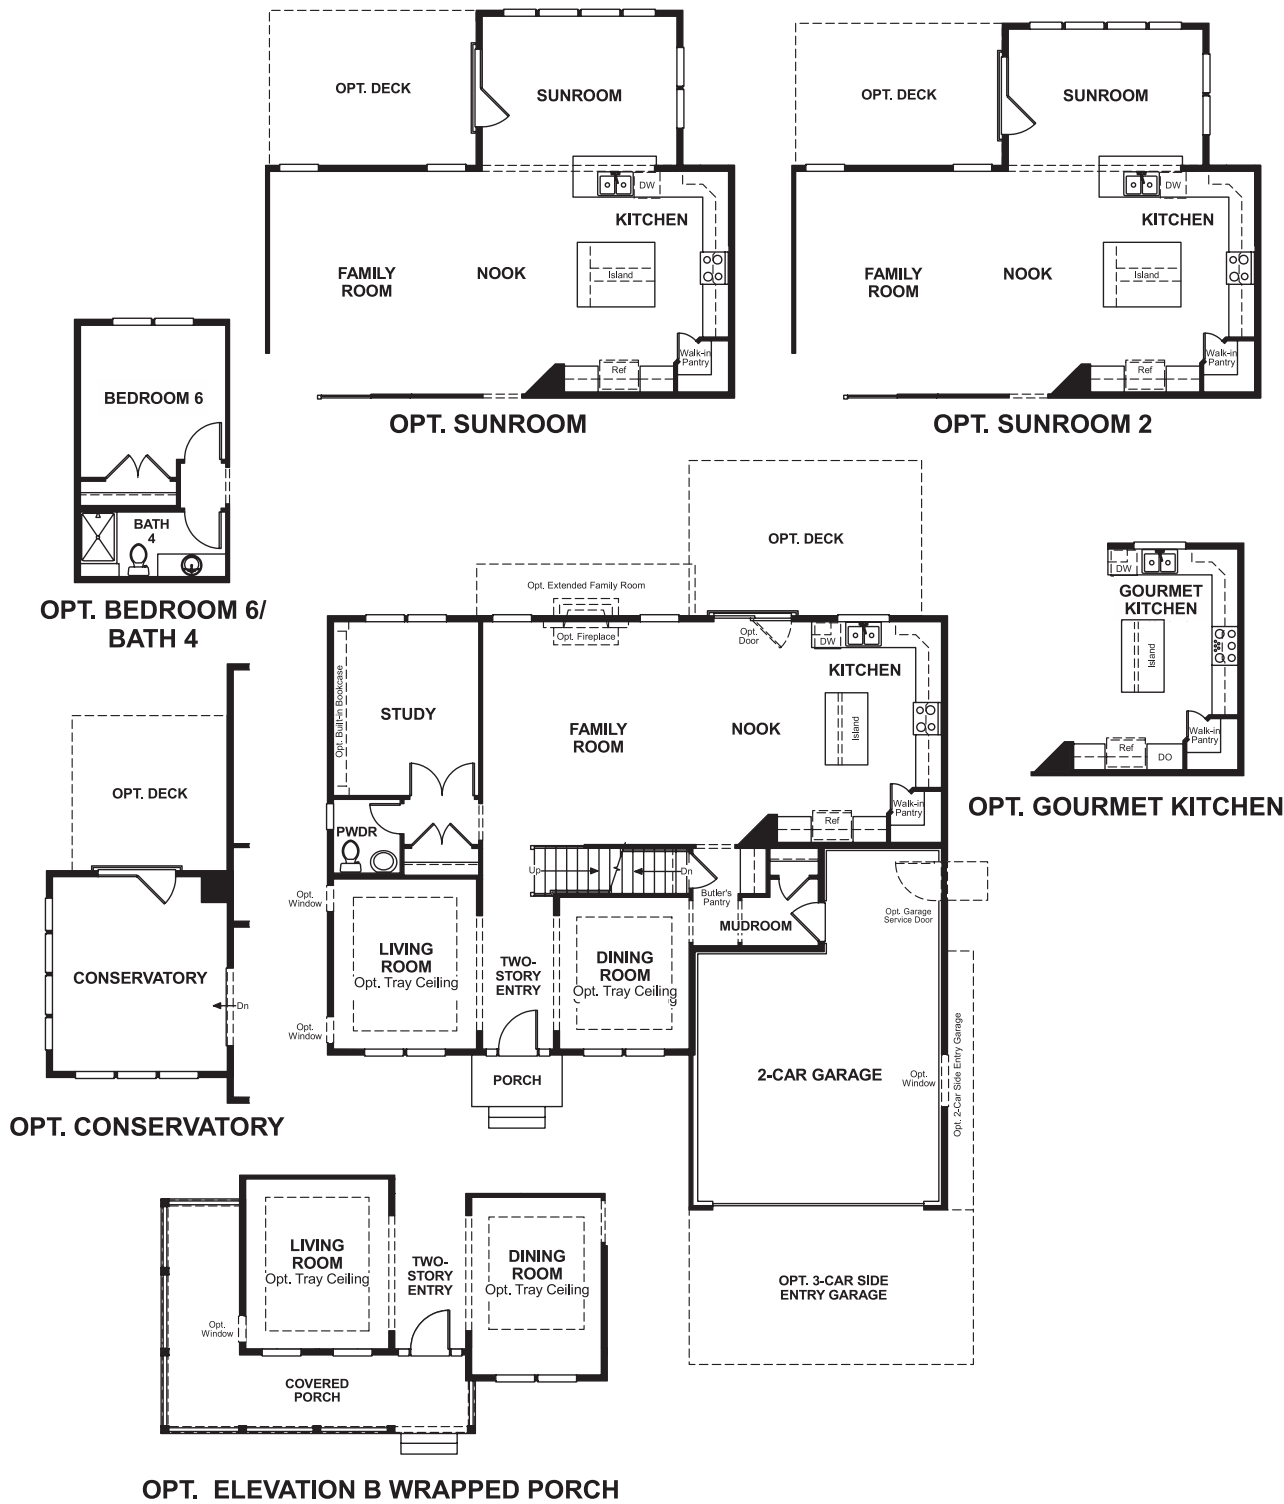 OPT. DECK
SUNROOM
DW
KITCHEN
FAMILY
ROOM
NOOK
Island
Walk-in
Pantry
Ref
OPT. SUNROOM
OPT. DECK
SUNROOM
DW
KITCHEN
FAMILY
ROOM
NOOK
Island
Walk-in
Pantry
Ref
OPT. SUNROOM 2
BEDROOM 6
BATH
4
OPT. BEDROOM 6/
BATH 4
OPT. DECK
Opt. Extended Family Room
Opt. Fireplace
Opt.
Door
DW
KITCHEN
Opt. Built-in Bookcase
STUDY
FAMILY
ROOM
NOOK
Island
Walk-in
Pantry
Ref
PWDR
Up
Dn
Butler's
Pantry
MUDROOM
Opt. Garage
Service Door
Opt.
Window
LIVING
ROOM
Opt. Tray Ceiling
TWO-
STORY
ENTRY
DINING
ROOM
Opt. Tray Ceiling
Opt.
Window
PORCH
2-CAR GARAGE
Opt.
Window
Opt. 2-Car Side Entry Garage
OPT. 3-CAR SIDE
ENTRY GARAGE
DW
GOURMET
KITCHEN
Island
Walk-in
Pantry
Ref
DO
OPT. GOURMET KITCHEN
OPT. DECK
CONSERVATORY
Dn
OPT. CONSERVATORY
LIVING
ROOM
Opt. Tray Ceiling
TWO-
STORY
ENTRY
DINING
ROOM
Opt. Tray Ceiling
Opt.
Window
COVERED
PORCH
OPT. ELEVATION B WRAPPED PORCH